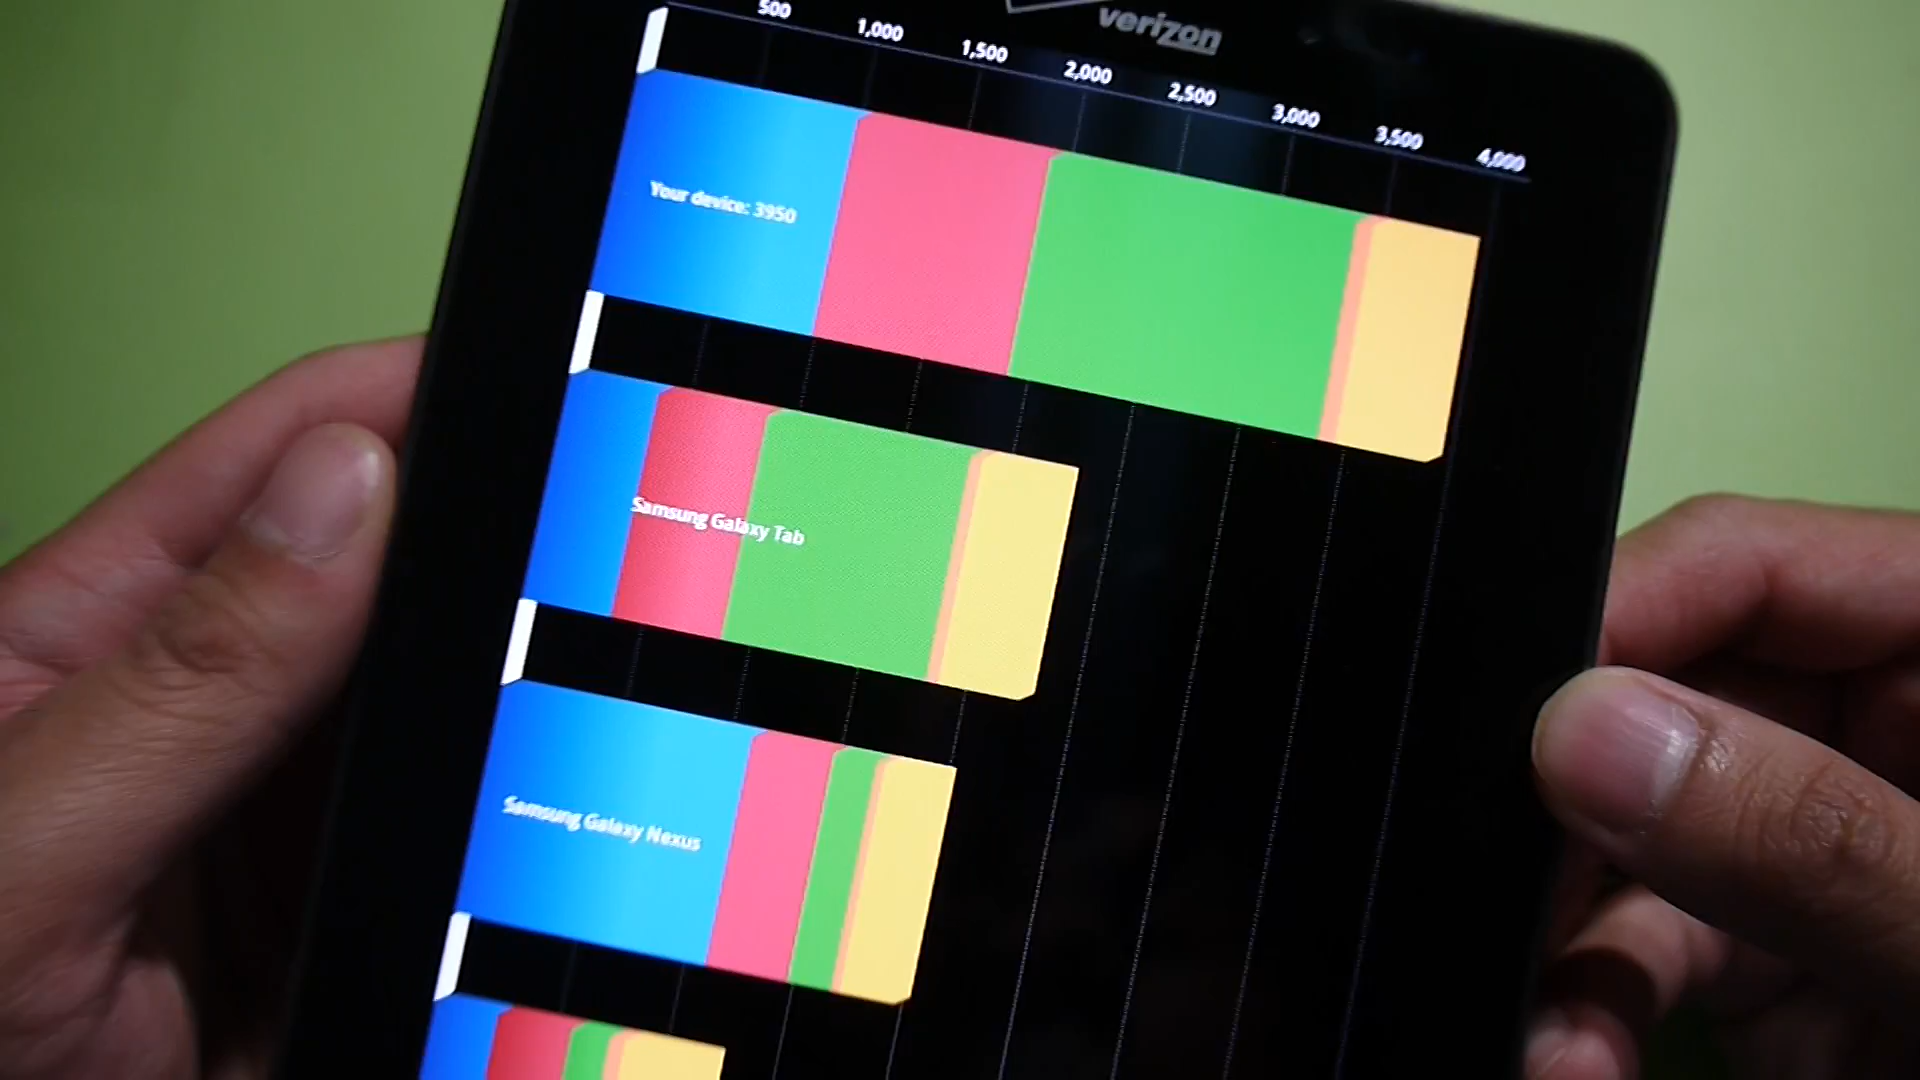 verizon
500
1,000
1,500
2,000
2,500
3,000
3,500
4,000
Your device: 3950
Samsung Galaxy Tab
Samsung Galaxy Nexus